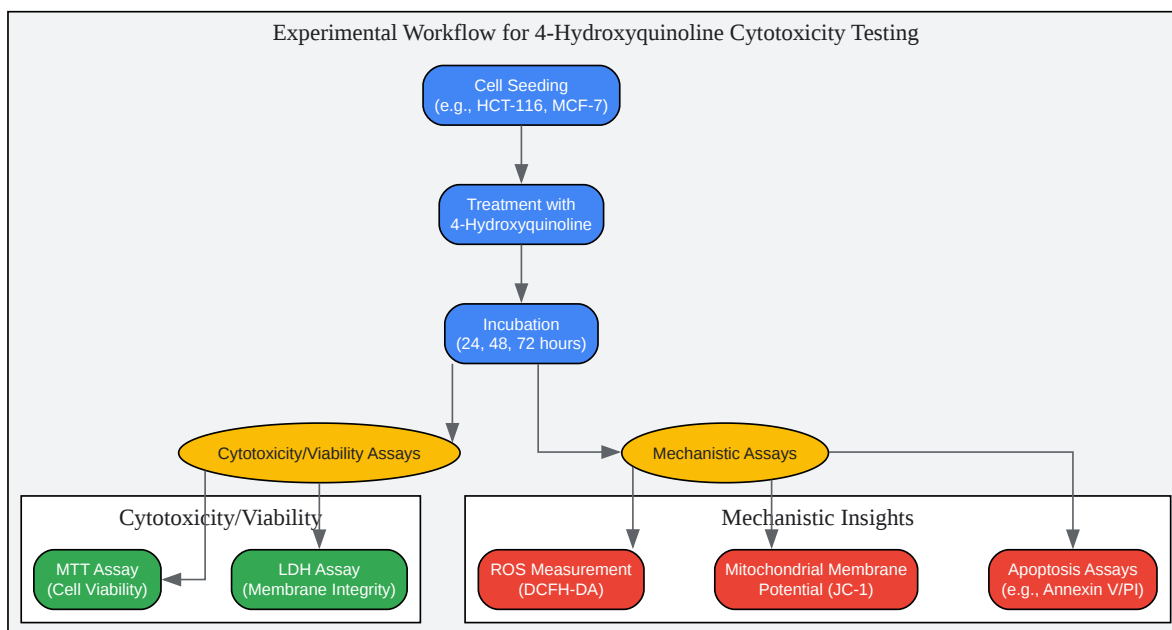 Experimental Workflow for 4-Hydroxyquinoline Cytotoxicity Testing
Cell Seeding
(e.g., HCT-116, MCF-7)
Treatment with
4-Hydroxyquinoline
Incubation
(24, 48, 72 hours)
Cytotoxicity/Viability Assays
Mechanistic Assays
Cytotoxicity/Viability
MTT Assay
(Cell Viability)
LDH Assay
(Membrane Integrity)
Mechanistic Insights
ROS Measurement
(DCFH-DA)
Mitochondrial Membrane
Potential (JC-1)
Apoptosis Assays
(e.g., Annexin V/PI)